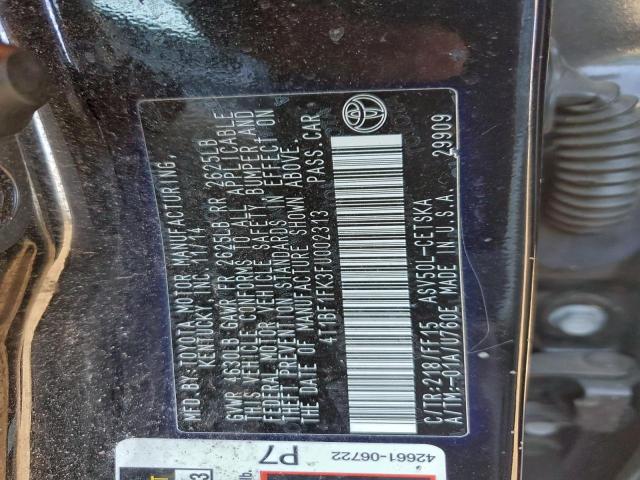 MFD. BY: TOYOTA MOTOR MANUFACTURING,
KENTUCKY, INC. 11/14
GVWR 4630LB GAWR FR 2625LB RR 2625LB
THIS VEHICLE CONFORMS TO ALL APPLICABLE
FEDERAL MOTOR VEHICLE SAFETY BUMPER, AND
THEFT PREVENTION STANDARDS IN EFFECT ON
THE DATE OF MANUFACTURE SHOWN ABOVE.
4T1BF1FK3FU002313 PASS.CAR
C/TR:218/FF15 ASV50L-CETSKA
A/TM:-01A/U760E MADE IN U.S.A. 29909
42661-06722
P7
lb.
3